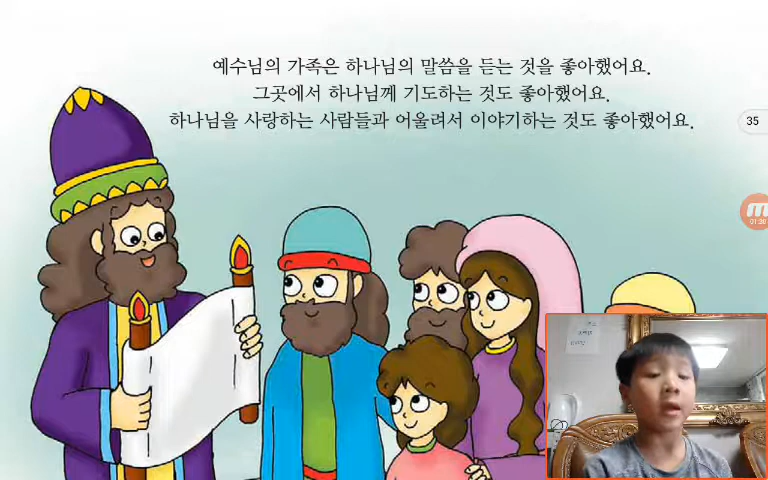 예수님의 가족은 하나님의 말씀을 듣는 것을 좋아했어요.
그곳에서 하나님께 기도하는 것도 좋아했어요.
하나님을 사랑하는 사람들과 어울려서 이야기하는 것도 좋아했어요.
35
01:30